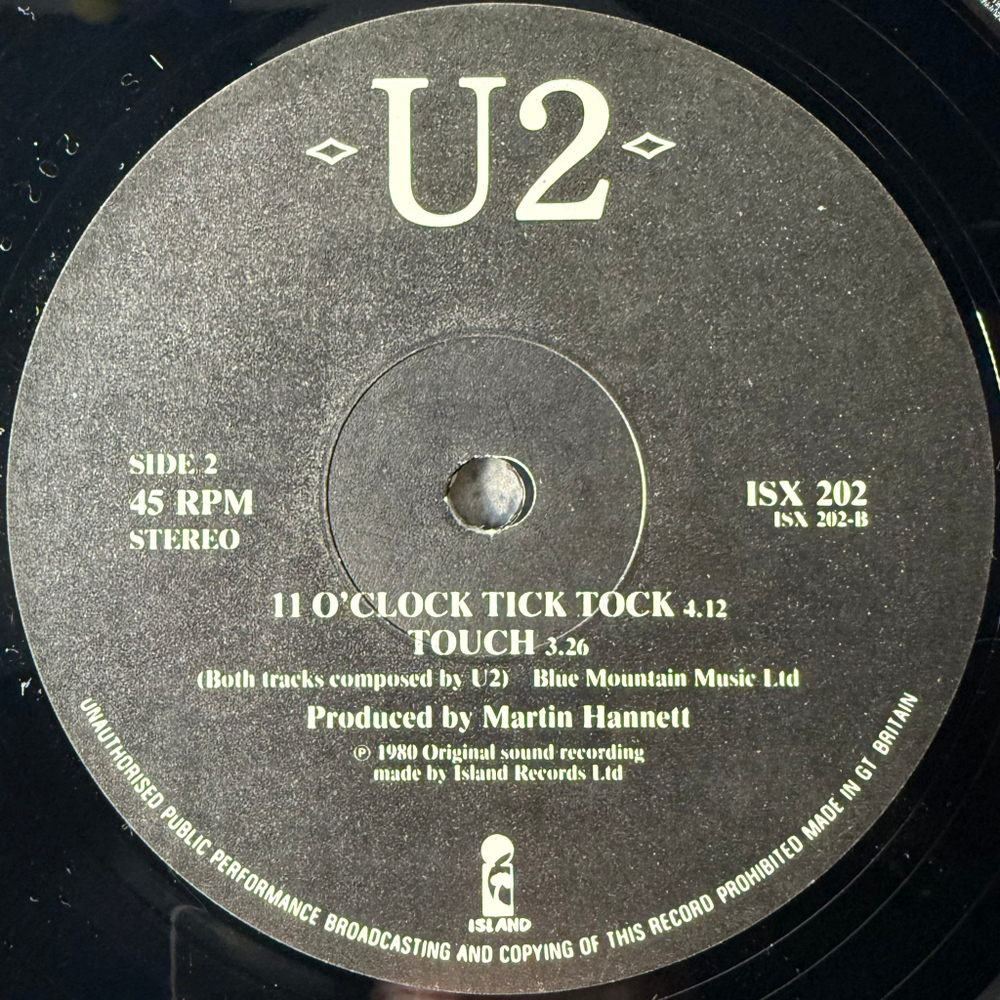 U2
SIDE 2
45 RPM
STEREO
ISX 202
ISX 202-B
11 O'CLOCK TICK TOCK 4.12
TOUCH 3.26
(Both tracks composed by U2) Blue Mountain Music Ltd
Produced by Martin Hannett
℗ 1980 Original sound recording
made by Island Records Ltd
ISLAND
UNAUTHORISED PUBLIC PERFORMANCE BROADCASTING AND COPYING OF THIS RECORD PROHIBITED MADE IN GT BRITAIN